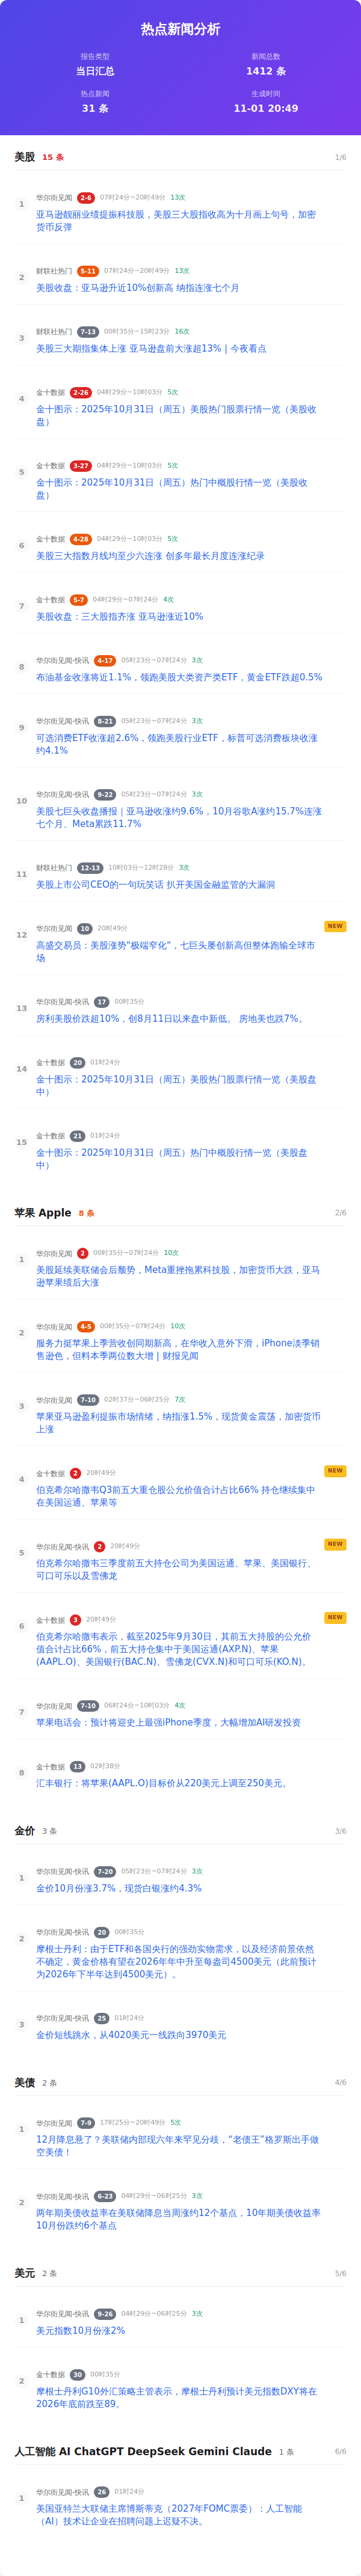 热点新闻分析
报告类型
当日汇总
新闻总数
1412 条
热点新闻
31 条
生成时间
11-01 20:49
美股 15 条 1/6
1 华尔街见闻 2-6 07时24分~20时49分 13次
亚马逊靓丽业绩提振科技股，美股三大股指收高为十月画上句号，加密
货币反弹
2 财联社热门 5-11 07时24分~20时49分 13次
美股收盘：亚马逊升近10%创新高 纳指连涨七个月
3 财联社热门 7-13 00时35分~15时23分 16次
美股三大期指集体上涨 亚马逊盘前大涨超13% | 今夜看点
4 金十数据 2-26 04时29分~10时03分 5次
金十图示：2025年10月31日（周五）美股热门股票行情一览（美股收
盘）
5 金十数据 3-27 04时29分~10时03分 5次
金十图示：2025年10月31日（周五）热门中概股行情一览（美股收
盘）
6 金十数据 4-28 04时29分~10时03分 5次
美股三大指数月线均至少六连涨 创多年最长月度连涨纪录
7 金十数据 5-7 04时29分~07时24分 4次
美股收盘：三大股指齐涨 亚马逊涨近10%
8 华尔街见闻-快讯 4-17 05时23分~07时24分 3次
布油基金收涨将近1.1%，领跑美股大类资产类ETF，黄金ETF跌超0.5%
9 华尔街见闻-快讯 8-21 05时23分~07时24分 3次
可选消费ETF收涨超2.6%，领跑美股行业ETF，标普可选消费板块收涨
约4.1%
10 华尔街见闻-快讯 9-22 05时23分~07时24分 3次
美股七巨头收盘播报｜亚马逊收涨约9.6%，10月谷歌A涨约15.7%连涨
七个月、Meta累跌11.7%
11 财联社热门 12-13 10时03分~12时28分 3次
美股上市公司CEO的一句玩笑话 扒开美国金融监管的大漏洞
12 华尔街见闻 10 20时49分 NEW
高盛交易员：美股涨势"极端窄化"，七巨头屡创新高但整体跑输全球市
场
13 华尔街见闻-快讯 17 00时35分
房利美股价跌超10%，创8月11日以来盘中新低。 房地美也跌7%。
14 金十数据 20 01时24分
金十图示：2025年10月31日（周五）美股热门股票行情一览（美股盘
中）
15 金十数据 21 01时24分
金十图示：2025年10月31日（周五）热门中概股行情一览（美股盘
中）
苹果 Apple 8 条 2/6
1 华尔街见闻 2 00时35分~07时24分 10次
美股延续美联储会后颓势，Meta重挫拖累科技股，加密货币大跌，亚马
逊苹果绩后大涨
2 华尔街见闻 4-5 00时35分~07时24分 10次
服务力挺苹果上季营收创同期新高，在华收入意外下滑，iPhone淡季销
售逊色，但料本季两位数大增 | 财报见闻
3 华尔街见闻 7-10 02时37分~06时25分 7次
苹果亚马逊盈利提振市场情绪，纳指涨1.5%，现货黄金震荡，加密货币
上涨
4 金十数据 2 20时49分 NEW
伯克希尔哈撒韦Q3前五大重仓股公允价值合计占比66% 持仓继续集中
在美国运通、苹果等
5 华尔街见闻-快讯 2 20时49分 NEW
伯克希尔哈撒韦三季度前五大持仓公司为美国运通、苹果、美国银行、
可口可乐以及雪佛龙
6 金十数据 3 20时49分 NEW
伯克希尔哈撒韦表示，截至2025年9月30日，其前五大持股的公允价
值合计占比66%，前五大持仓集中于美国运通(AXP.N)、苹果
(AAPL.O)、美国银行(BAC.N)、雪佛龙(CVX.N)和可口可乐(KO.N)。
7 华尔街见闻 7-10 06时24分~10时03分 4次
苹果电话会：预计将迎史上最强iPhone季度，大幅增加AI研发投资
8 金十数据 13 02时38分
汇丰银行：将苹果(AAPL.O)目标价从220美元上调至250美元。
金价 3 条 3/6
1 华尔街见闻-快讯 7-20 05时23分~07时24分 3次
金价10月份涨3.7%，现货白银涨约4.3%
2 华尔街见闻-快讯 20 00时35分
摩根士丹利：由于ETF和各国央行的强劲实物需求，以及经济前景依然
不确定，黄金价格有望在2026年年中升至每盎司4500美元（此前预计
为2026年下半年达到4500美元）。
3 华尔街见闻-快讯 25 01时24分
金价短线跳水，从4020美元一线跌向3970美元
美债 2 条 4/6
1 华尔街见闻 7-9 17时25分~20时49分 5次
12月降息悬了？美联储内部现六年来罕见分歧，“老债王”格罗斯出手做
空美债！
2 华尔街见闻-快讯 6-23 04时29分~06时25分 3次
两年期美债收益率在美联储降息当周涨约12个基点，10年期美债收益率
10月份跌约6个基点
美元 2 条 5/6
1 华尔街见闻-快讯 9-26 04时29分~06时25分 3次
美元指数10月份涨2%
2 金十数据 30 00时35分
摩根士丹利G10外汇策略主管表示，摩根士丹利预计美元指数DXY将在
2026年底前跌至89。
人工智能 AI ChatGPT DeepSeek Gemini Claude 1 条 6/6
1 华尔街见闻-快讯 26 01时24分
美国亚特兰大联储主席博斯蒂克（2027年FOMC票委）：人工智能
（AI）技术让企业在招聘问题上迟疑不决。